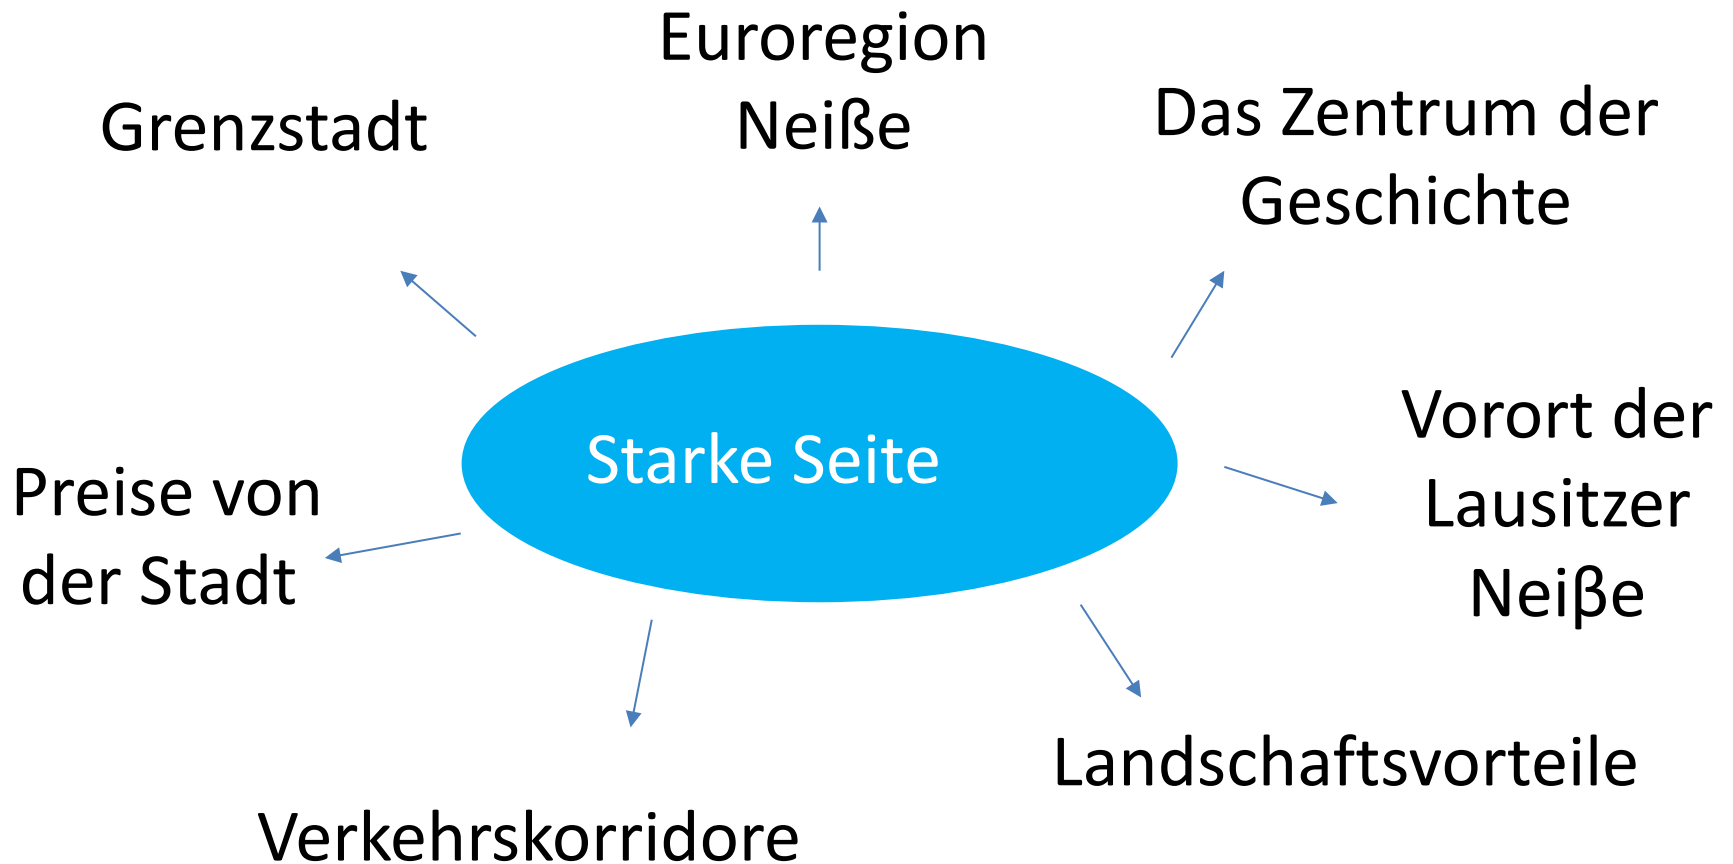 Euroregion
Neiße
Grenzstadt
Das Zentrum der
Geschichte
Starke Seite
Vorort der
Lausitzer
Neiβe
Preise von
der Stadt
Landschaftsvorteile
Verkehrskorridore